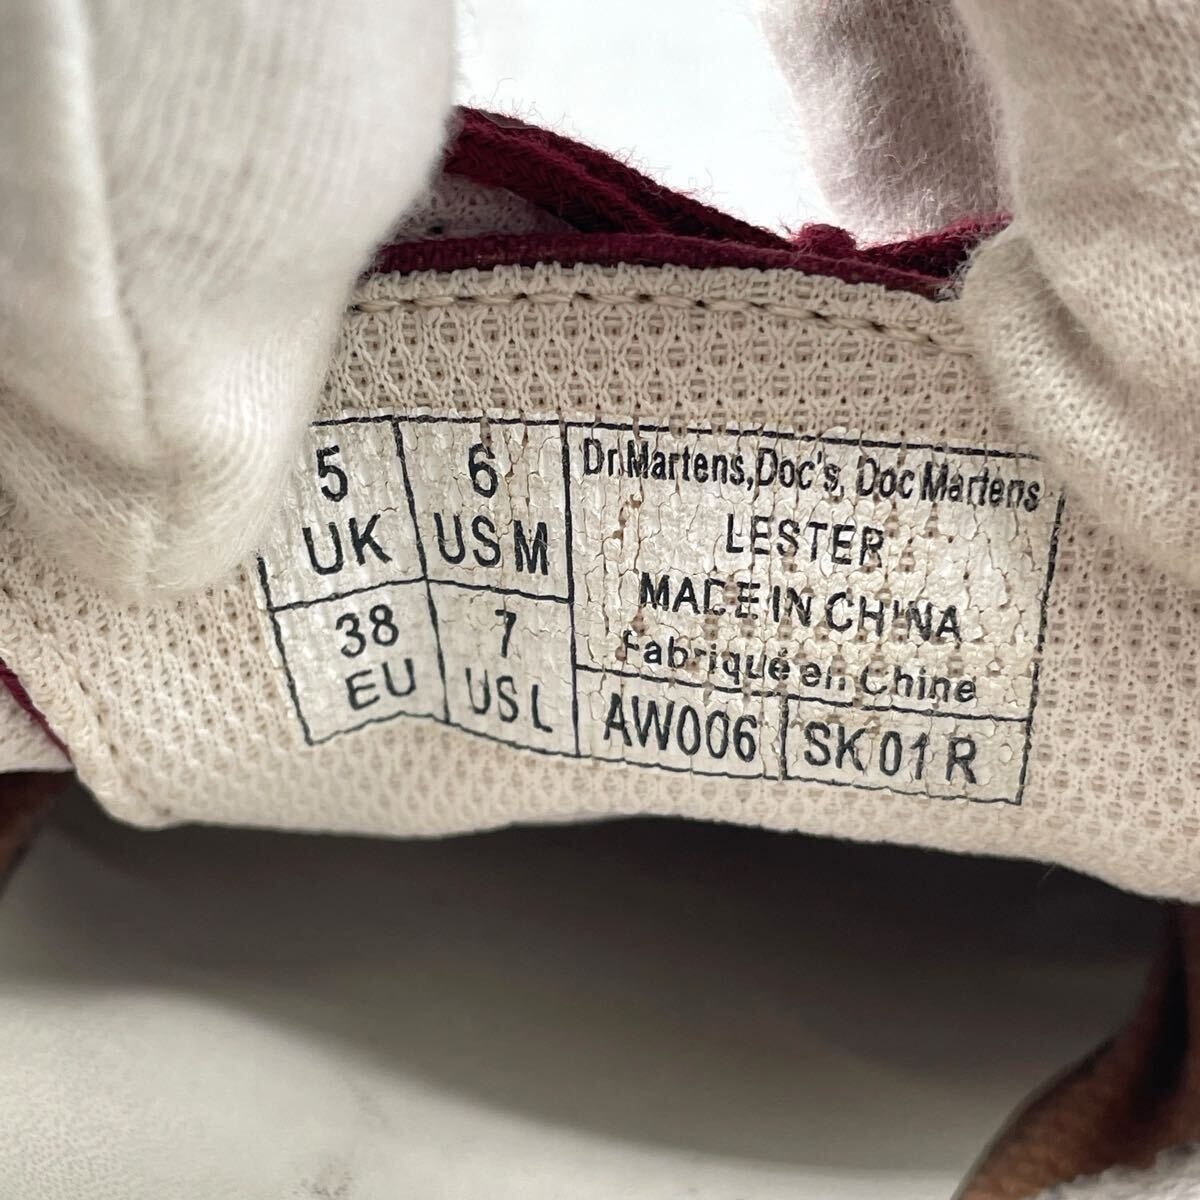 5
UK
6
US M
38
EU
7
US L
Dr.Martens,Doc's, Doc Martens
LESTER
MADE IN CHINA
Fabriqué en Chine
AW006
SK01R